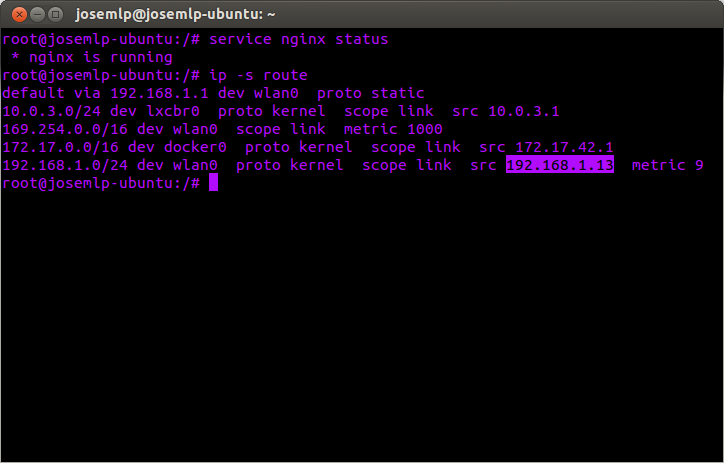 josemlp@josemlp-ubuntu: ~
root@josemlp-ubuntu:/# service nginx status
 * nginx is running
root@josemlp-ubuntu:/# ip -s route
default via 192.168.1.1 dev wlan0  proto static
10.0.3.0/24 dev lxcbr0  proto kernel  scope link  src 10.0.3.1
169.254.0.0/16 dev wlan0  scope link  metric 1000
172.17.0.0/16 dev docker0  proto kernel  scope link  src 172.17.42.1
192.168.1.0/24 dev wlan0  proto kernel  scope link  src 192.168.1.13  metric 9
root@josemlp-ubuntu:/#